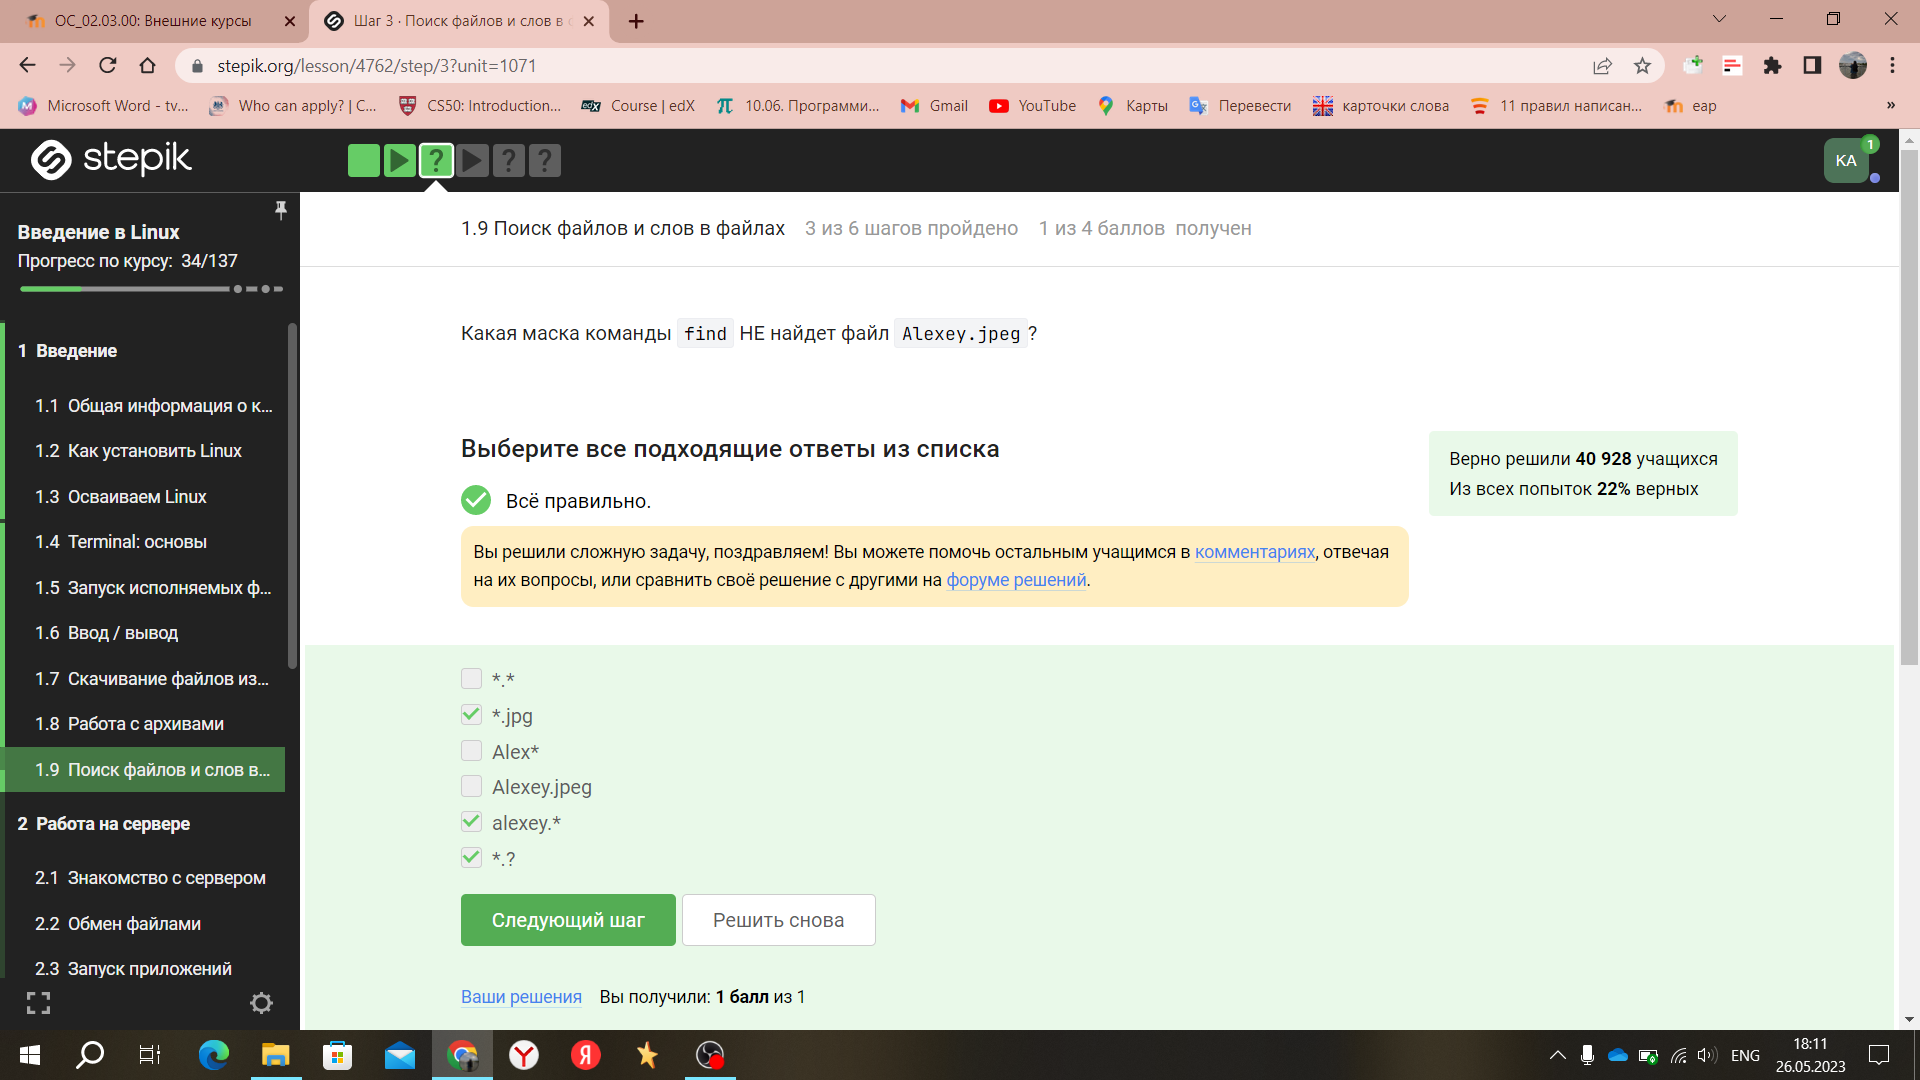 ОС_02.03.00: Внешние курсы
Шаг 3 · Поиск файлов и слов в
stepik.org/lesson/4762/step/3?unit=1071
Microsoft Word - tv...
Who can apply? | C...
CS50: Introduction...
edX
Course | edX
10.06. Программи...
Gmail
YouTube
Карты
Перевести
карточки слова
11 правил написан...
eap
»
stepik
?
?
?
KA
1
Введение в Linux
Прогресс по курсу: 34/137
1 Введение
1.1 Общая информация о к...
1.2 Как установить Linux
1.3 Осваиваем Linux
1.4 Terminal: основы
1.5 Запуск исполняемых ф...
1.6 Ввод / вывод
1.7 Скачивание файлов из...
1.8 Работа с архивами
1.9 Поиск файлов и слов в...
2 Работа на сервере
2.1 Знакомство с сервером
2.2 Обмен файлами
2.3 Запуск приложений
1.9 Поиск файлов и слов в файлах 3 из 6 шагов пройдено 1 из 4 баллов получен
Какая маска команды find НЕ найдет файл Alexey.jpeg ?
Выберите все подходящие ответы из списка
Всё правильно.
Вы решили сложную задачу, поздравляем! Вы можете помочь остальным учащимся в комментариях, отвечая
на их вопросы, или сравнить своё решение с другими на форуме решений.
Верно решили 40 928 учащихся
Из всех попыток 22% верных
*.*
*.jpg
Alex*
Alexey.jpeg
alexey.*
*.?
Следующий шаг
Решить снова
Ваши решения Вы получили: 1 балл из 1
ENG
18:11
26.05.2023